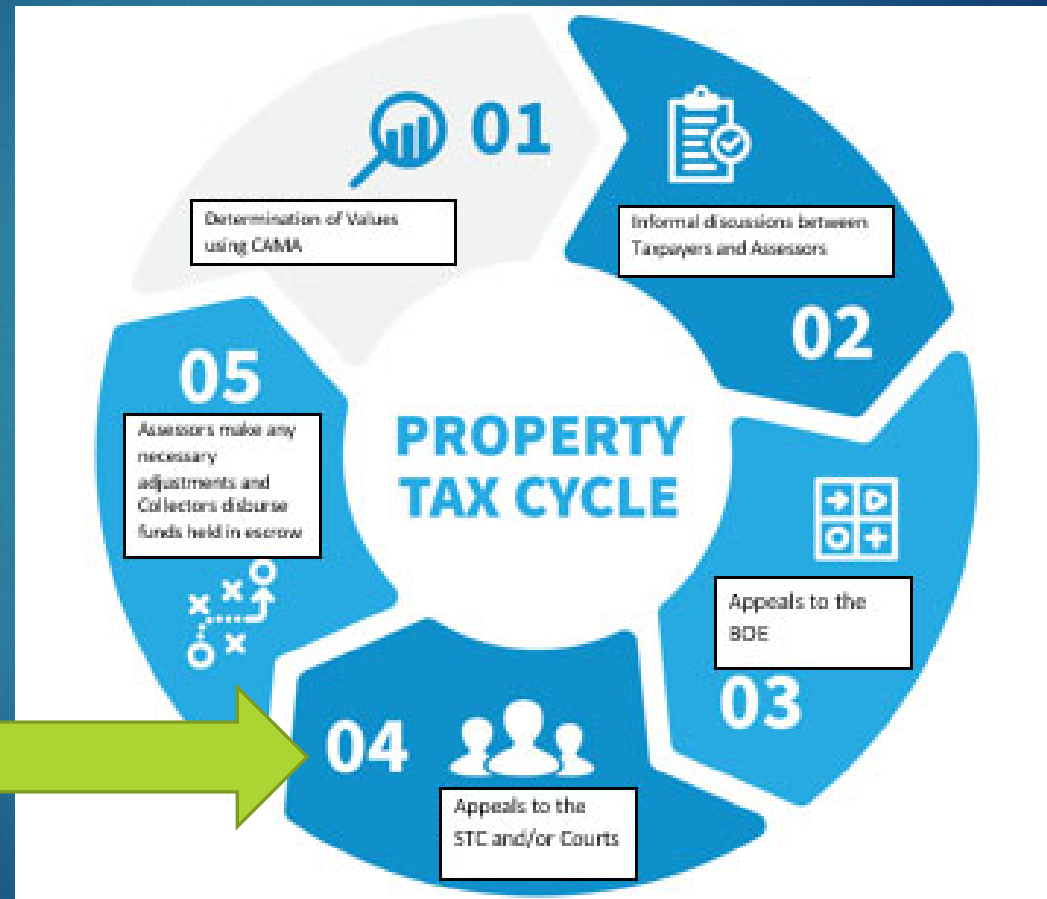 01
Determination of Values
using CAMA
Informal discussions between
Taxpayers and Assessors
02
PROPERTY
TAX CYCLE
Appeals to the
BOE
03
04
Appeals to the
STC and/or Courts
05
Assessors make any
necessary
adjustments and
Collectors disburse
funds held in escrow